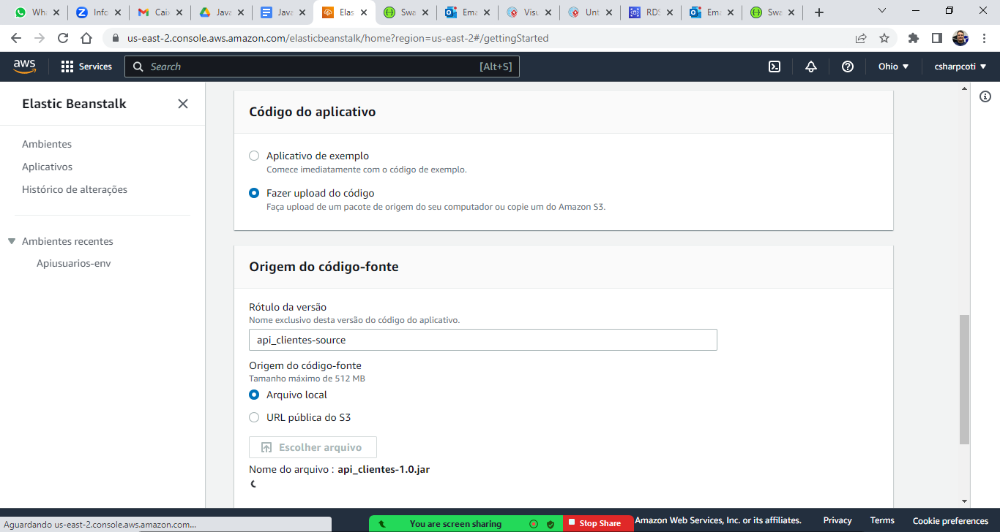 Wha
Info
Caix
Java
Java
Elas
Swa
Ema
Visu
Unt
RDS
Ema
Swa
us-east-2.console.aws.amazon.com/elasticbeanstalk/home?region=us-east-2#/gettingStarted
aws
Services
Search
[Alt+S]
Ohio
csharpcoti
Elastic Beanstalk
Ambientes
Aplicativos
Histórico de alterações
Ambientes recentes
Apiusuarios-env
Código do aplicativo
Aplicativo de exemplo
Comece imediatamente com o código de exemplo.
Fazer upload do código
Faça upload de um pacote de origem do seu computador ou copie um do Amazon S3.
Origem do código-fonte
Rótulo da versão
Nome exclusivo desta versão do código do aplicativo.
api_clientes-source
Origem do código-fonte
Tamanho máximo de 512 MB
Arquivo local
URL pública do S3
Escolher arquivo
Nome do arquivo : api_clientes-1.0.jar
Aguardando us-east-2.console.aws.amazon.com...
You are screen sharing
Stop Share
Amazon Web Services, Inc. or its affiliates.
Privacy
Terms
Cookie preferences